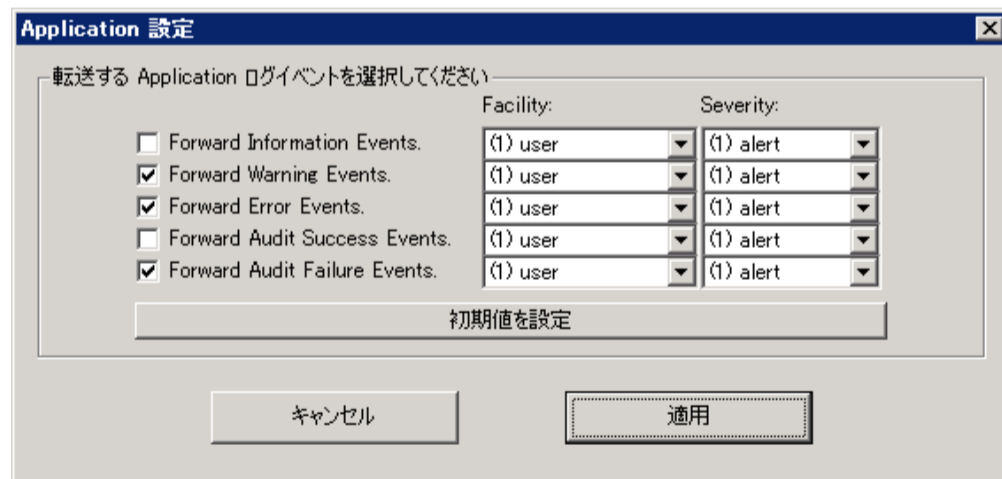 Application 設定
転送する Application ログイベントを選択してください
Facility: Severity:
Forward Information Events. (1) user (1) alert
Forward Warning Events. (1) user (1) alert
Forward Error Events. (1) user (1) alert
Forward Audit Success Events. (1) user (1) alert
Forward Audit Failure Events. (1) user (1) alert
初期値を設定
キャンセル 適用